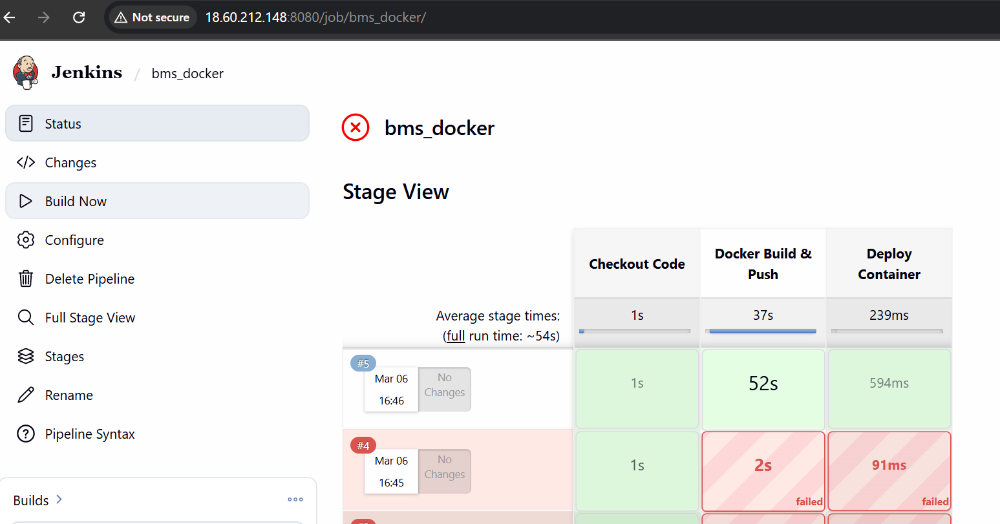 Not secure 18.60.212.148:8080/job/bms_docker/
Jenkins / bms_docker
Status
Changes
Build Now
Configure
Delete Pipeline
Full Stage View
Stages
Rename
Pipeline Syntax
Builds
bms_docker
Stage View
Checkout Code
Docker Build &
Push
Deploy
Container
Average stage times:
(full run time: ~54s)
1s
37s
239ms
#5
Mar 06
16:46
No
Changes
1s
52s
594ms
#4
Mar 06
16:45
No
Changes
1s
2s
failed
91ms
failed